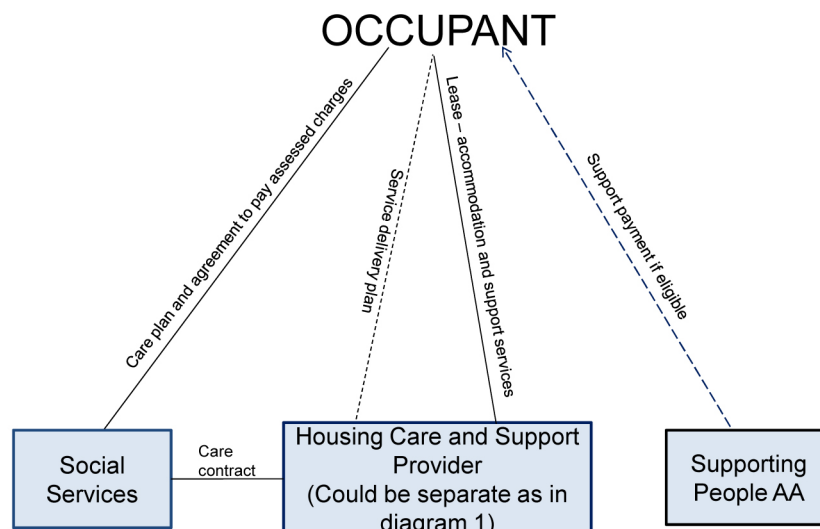 OCCUPANT
Care plan and agreement to pay assessed charges
Service delivery plan
Lease – accommodation and support services
Support payment if eligible
Social
Services
Care
contract
Housing Care and Support
Provider
(Could be separate as in
diagram 1)
Supporting
People AA